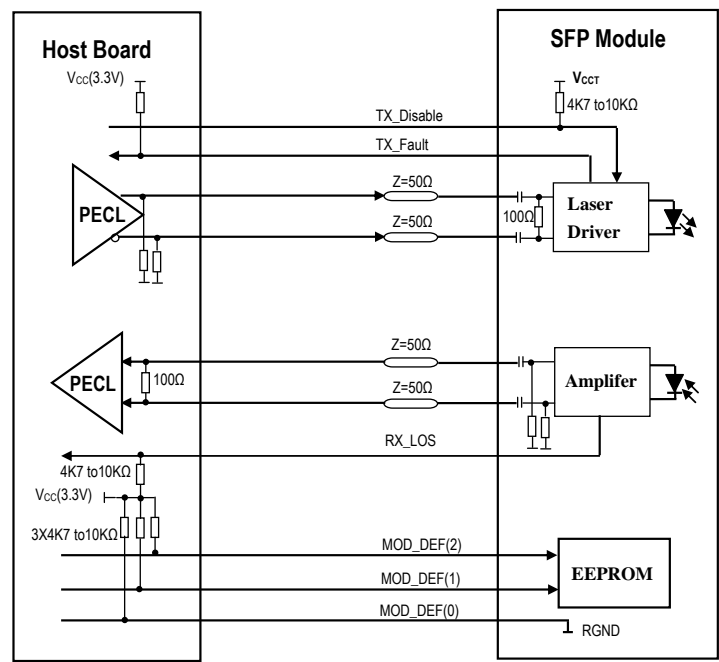 Host Board
SFP Module
Vcc(3.3V)
VCCT
4K7 to10KΩ
TX_Disable
TX_Fault
Z=50Ω
PECL
100Ω
Laser
Driver
Z=50Ω
Z=50Ω
PECL
100Ω
Amplifer
Z=50Ω
RX_LOS
4K7 to10KΩ
Vcc(3.3V)
3X4K7 to10KΩ
MOD_DEF(2)
EEPROM
MOD_DEF(1)
MOD_DEF(0)
RGND